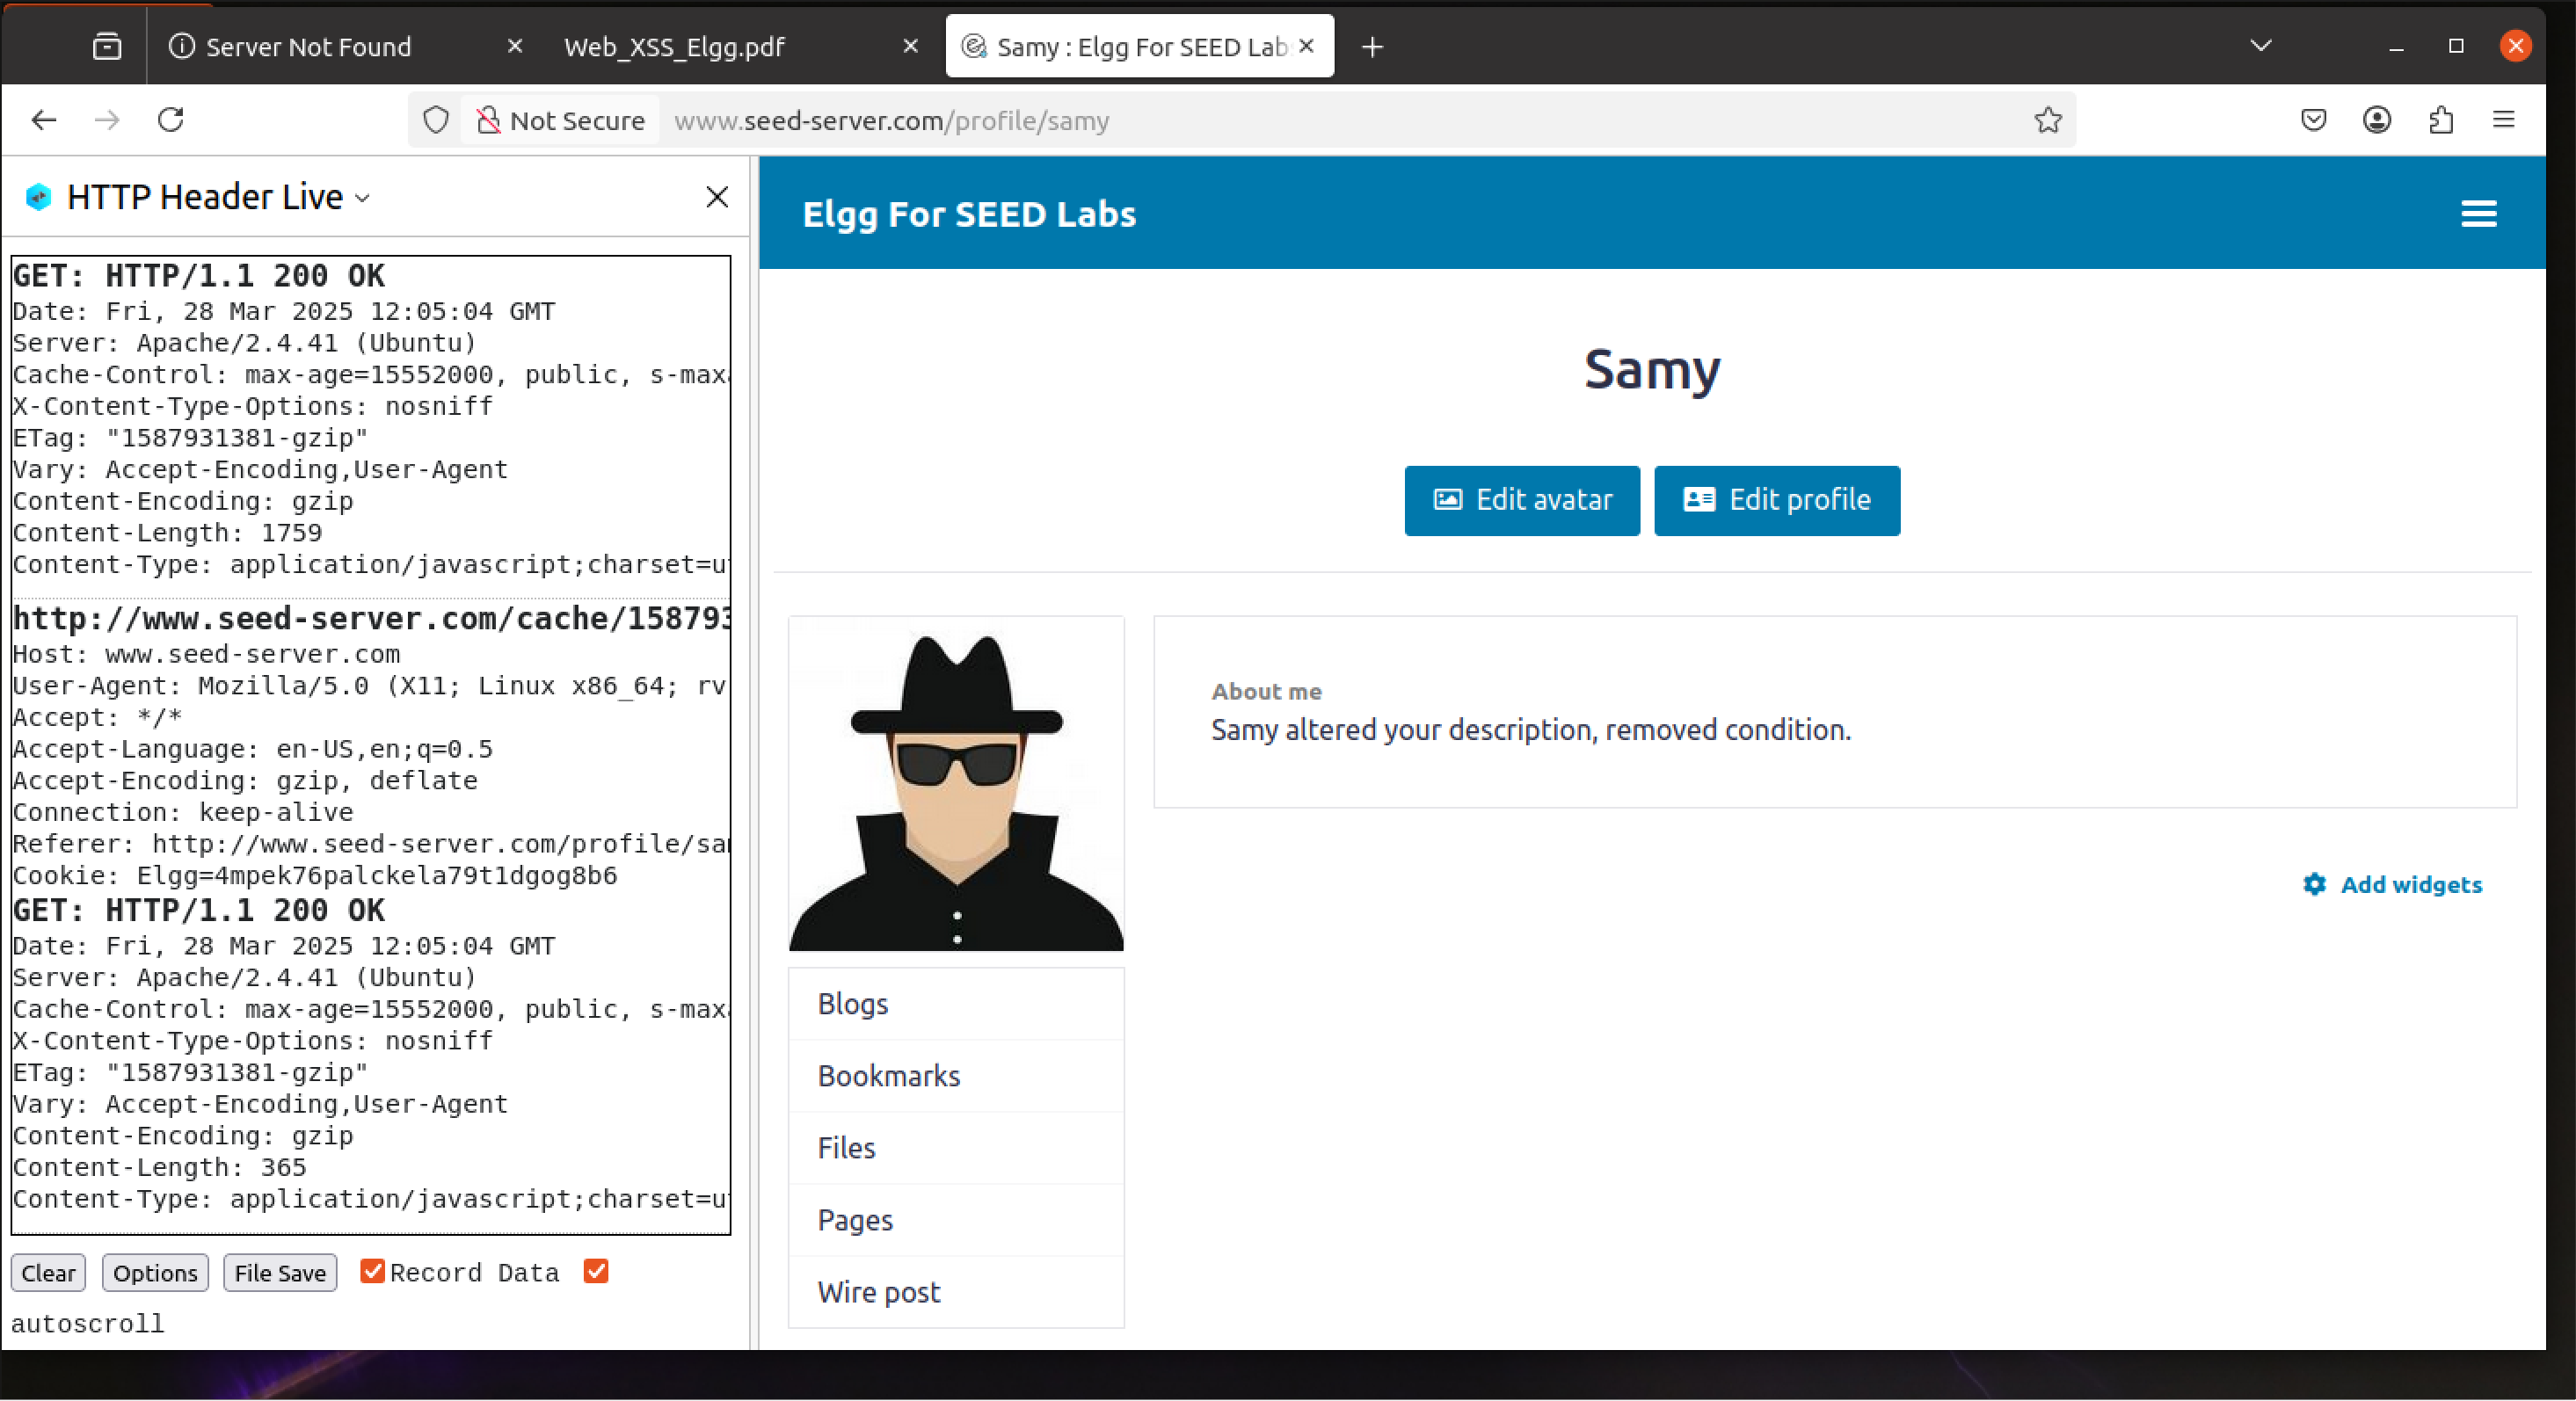 Server Not Found
Web_XSS_Elgg.pdf
Samy : Elgg For SEED Lab
Not Secure
www.seed-server.com/profile/samy
HTTP Header Live
GET: HTTP/1.1 200 OK
Date: Fri, 28 Mar 2025 12:05:04 GMT
Server: Apache/2.4.41 (Ubuntu)
Cache-Control: max-age=15552000, public, s-max
X-Content-Type-Options: nosniff
ETag: "1587931381-gzip"
Vary: Accept-Encoding,User-Agent
Content-Encoding: gzip
Content-Length: 1759
Content-Type: application/javascript;charset=u
http://www.seed-server.com/cache/158793
Host: www.seed-server.com
User-Agent: Mozilla/5.0 (X11; Linux x86_64; rv
Accept: */*
Accept-Language: en-US,en;q=0.5
Accept-Encoding: gzip, deflate
Connection: keep-alive
Referer: http://www.seed-server.com/profile/sa
Cookie: Elgg=4mpek76palckela79t1dgog8b6
GET: HTTP/1.1 200 OK
Date: Fri, 28 Mar 2025 12:05:04 GMT
Server: Apache/2.4.41 (Ubuntu)
Cache-Control: max-age=15552000, public, s-max
X-Content-Type-Options: nosniff
ETag: "1587931381-gzip"
Vary: Accept-Encoding,User-Agent
Content-Encoding: gzip
Content-Length: 365
Content-Type: application/javascript;charset=u
Clear
Options
File Save
Record Data
autoscroll
Elgg For SEED Labs
Samy
Edit avatar
Edit profile
About me
Samy altered your description, removed condition.
Add widgets
Blogs
Bookmarks
Files
Pages
Wire post